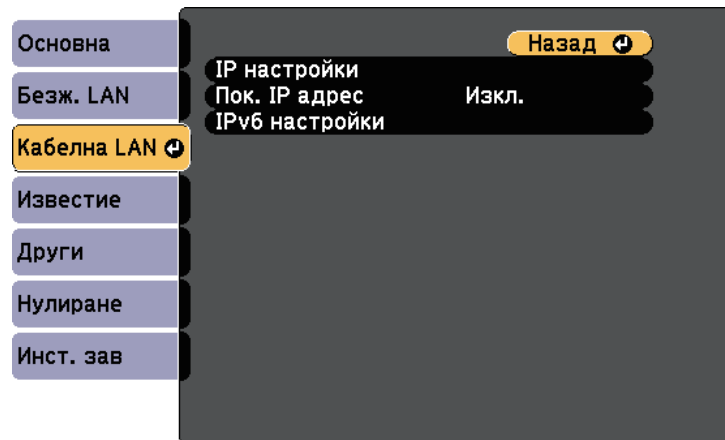 Основна
Безж. LAN
Кабелна LAN
Известие
Други
Нулиране
Инст. зав
Назад
IP настройки
Пок. IP адрес Изкл.
IPv6 настройки